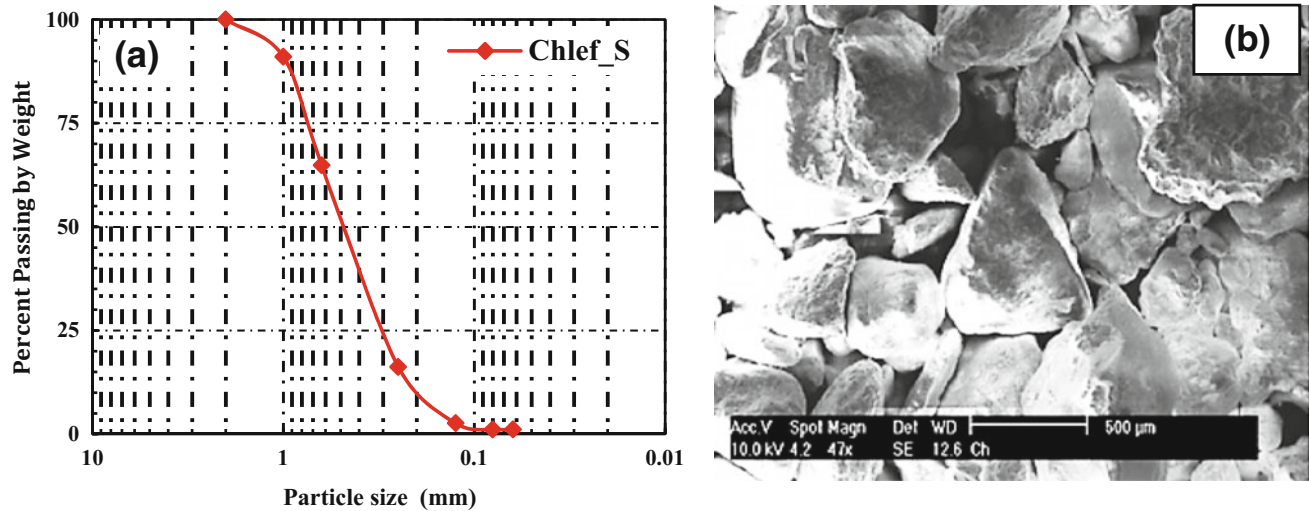 (a)
Chlef_S
Percent Passing by Weight
100
75
50
25
0
10
1
0.1
0.01
Particle size (mm)
(b)
Acc.V Spot Magn Det WD 500 µm
10.0 kV 4.2 47x SE 12.6 Ch